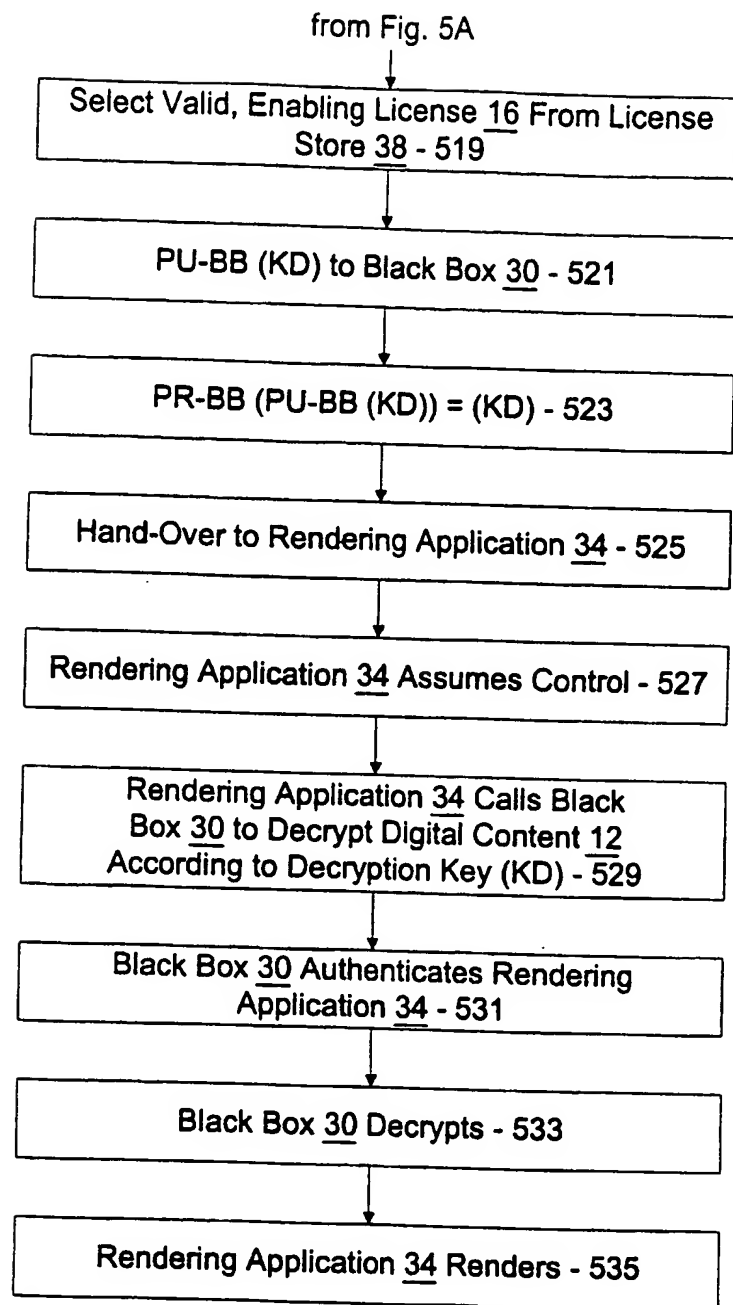 from Fig. 5A
Select Valid, Enabling License 16 From License
Store 38 - 519
PU-BB (KD) to Black Box 30 - 521
PR-BB (PU-BB (KD)) = (KD) - 523
Hand-Over to Rendering Application 34 - 525
Rendering Application 34 Assumes Control - 527
Rendering Application 34 Calls Black
Box 30 to Decrypt Digital Content 12
According to Decryption Key (KD) - 529
Black Box 30 Authenticates Rendering
Application 34 - 531
Black Box 30 Decrypts - 533
Rendering Application 34 Renders - 535